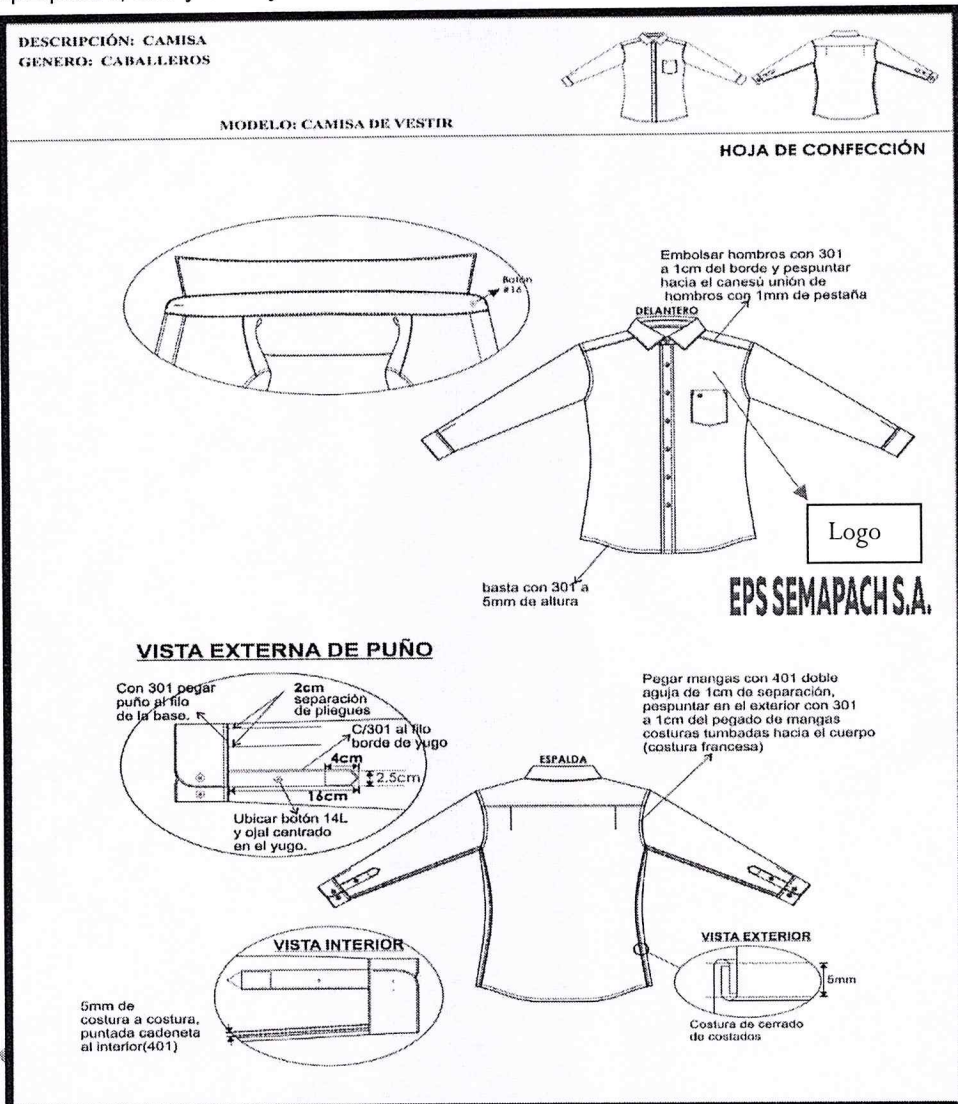 DESCRIPCIÓN: CAMISA
GENERO: CABALLEROS
MODELO: CAMISA DE VESTIR
HOJA DE CONFECCIÓN
Botón
#16
Embolsar hombros con 301
a 1cm del borde y pespuntar
hacia el canesú unión de
hombros con 1mm de pestaña
DELANTERO
Logo
EPS SEMAPACH S.A.
basta con 301 a
5mm de altura
VISTA EXTERNA DE PUÑO
Con 301 pegar
puño al filo
de la base.
2cm
separación
de pliegues
C/301 al filo
borde de yugo
4cm
2.5cm
16cm
Ubicar botón 14L
y ojal centrado
en el yugo.
Pegar mangas con 401 doble
aguja de 1cm de separación,
pespuntar en el exterior con 301
a 1cm del pegado de mangas
costuras tumbadas hacia el cuerpo
(costura francesa)
ESPALDA
VISTA INTERIOR
5mm de
costura a costura,
puntada cadeneta
al interior(401)
VISTA EXTERIOR
5mm
Costura de cerrado
de costados